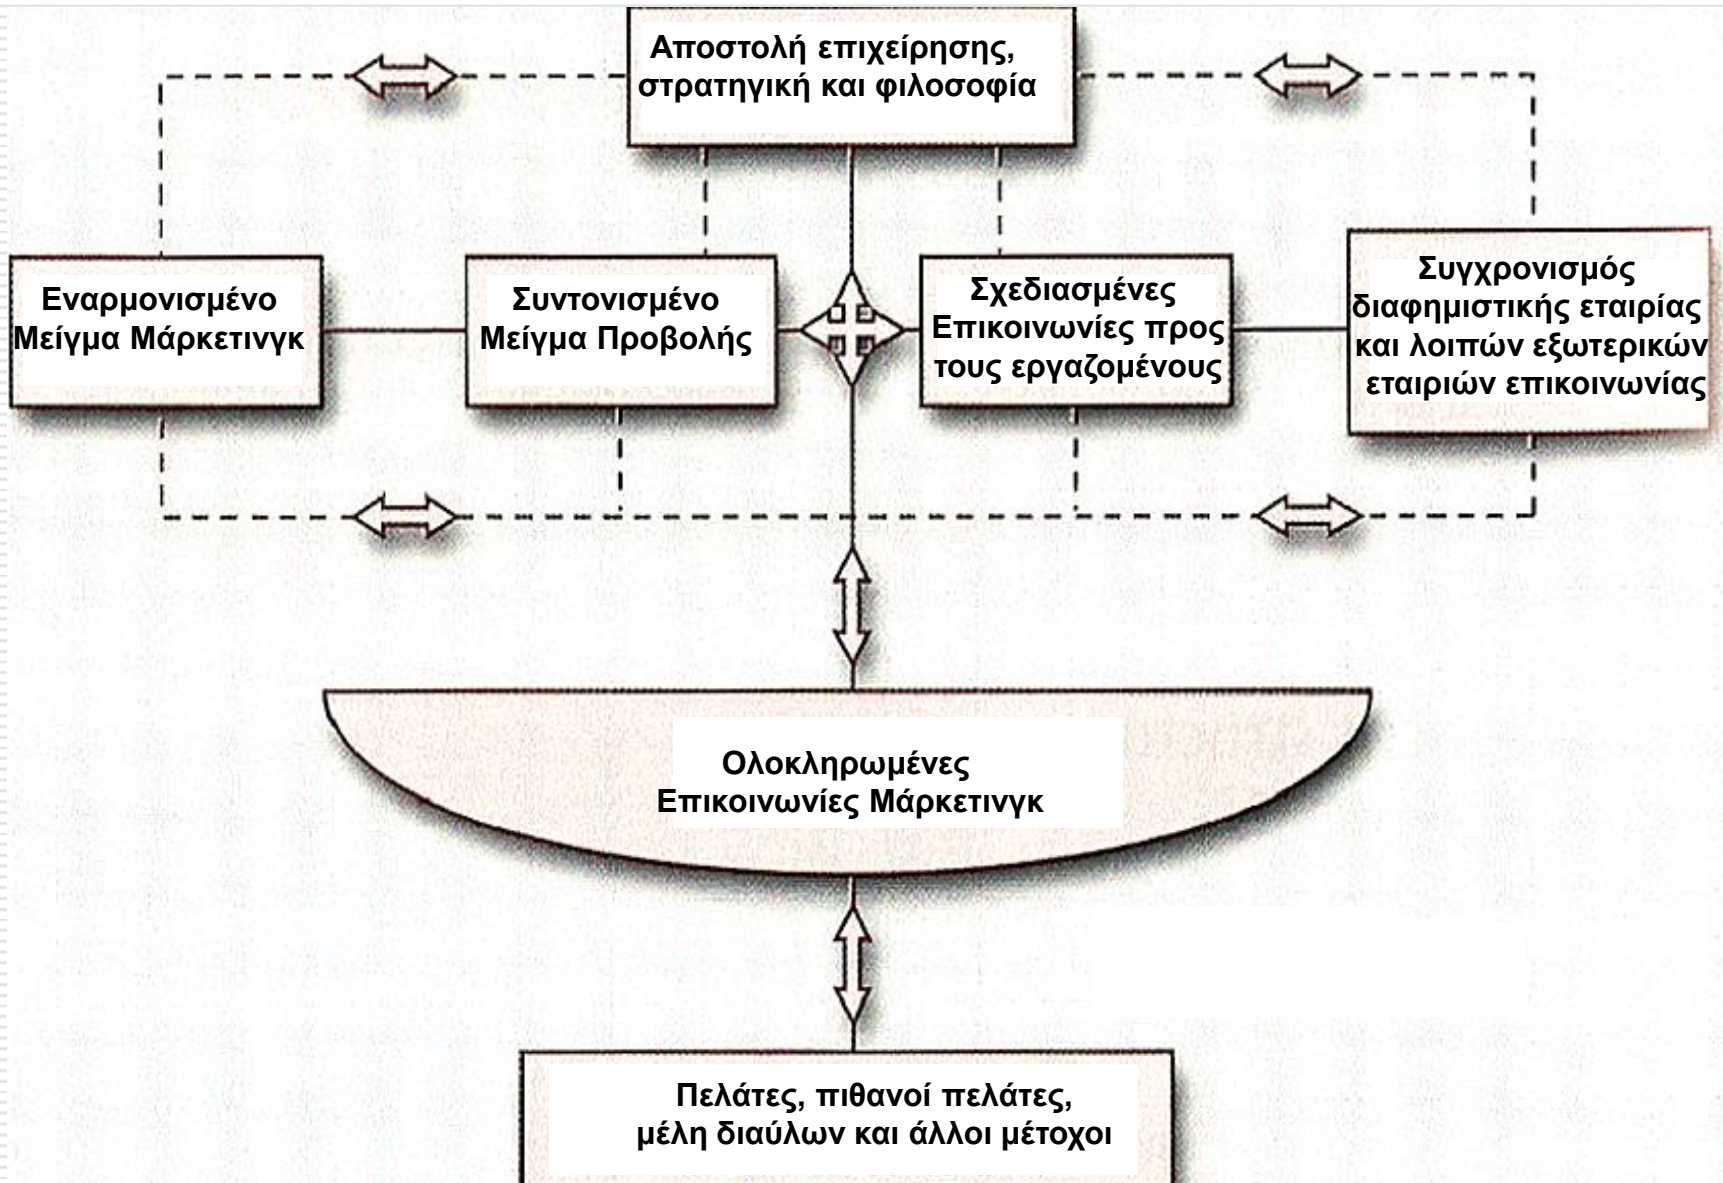 Αποστολή επιχείρησης,
στρατηγική και φιλοσοφία
Εναρμονισμένο
Μείγμα Μάρκετινγκ
Συντονισμένο
Μείγμα Προβολής
Σχεδιασμένες
Επικοινωνίες προς
τους εργαζομένους
Συγχρονισμός
διαφημιστικής εταιρίας
και λοιπών εξωτερικών
εταιριών επικοινωνίας
Ολοκληρωμένες
Επικοινωνίες Μάρκετινγκ
Πελάτες, πιθανοί πελάτες,
μέλη διαύλων και άλλοι μέτοχοι